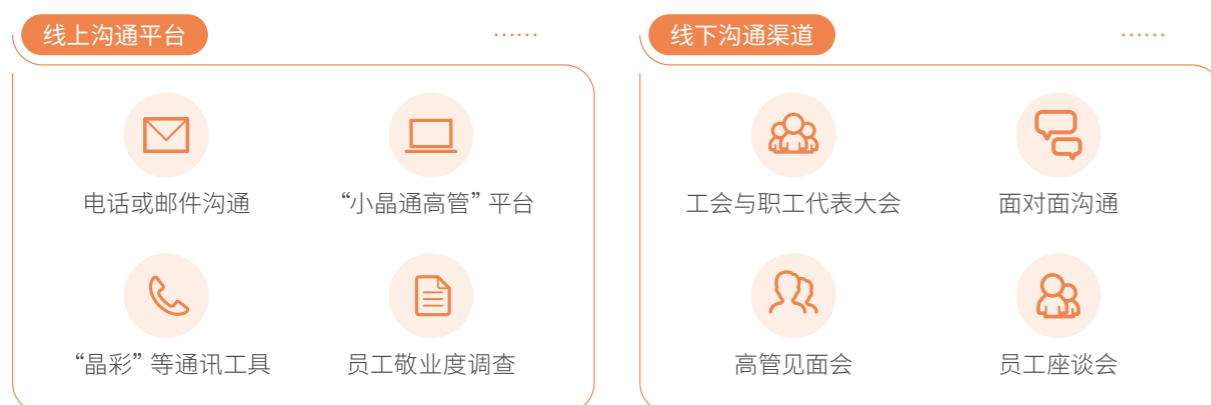 线上沟通平台
……
电话或邮件沟通
“小晶通高管” 平台
“晶彩” 等通讯工具
员工敬业度调查
线下沟通渠道
……
工会与职工代表大会
面对面沟通
高管见面会
员工座谈会